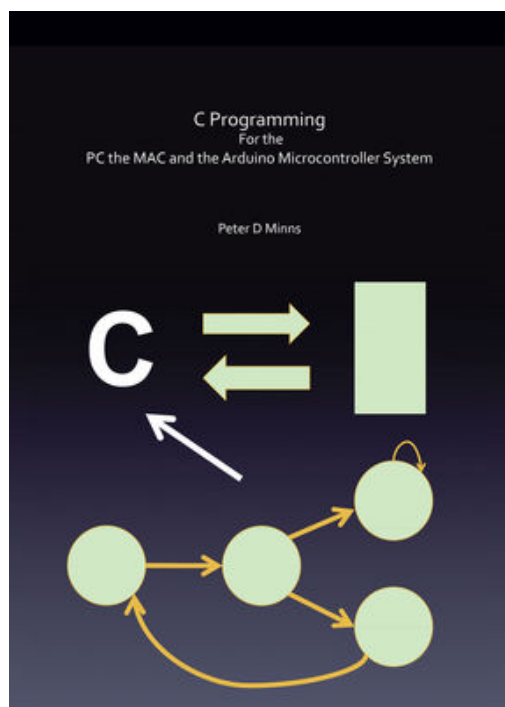 C Programming
For the
PC the MAC and the Arduino Microcontroller System
Peter D Minns
C